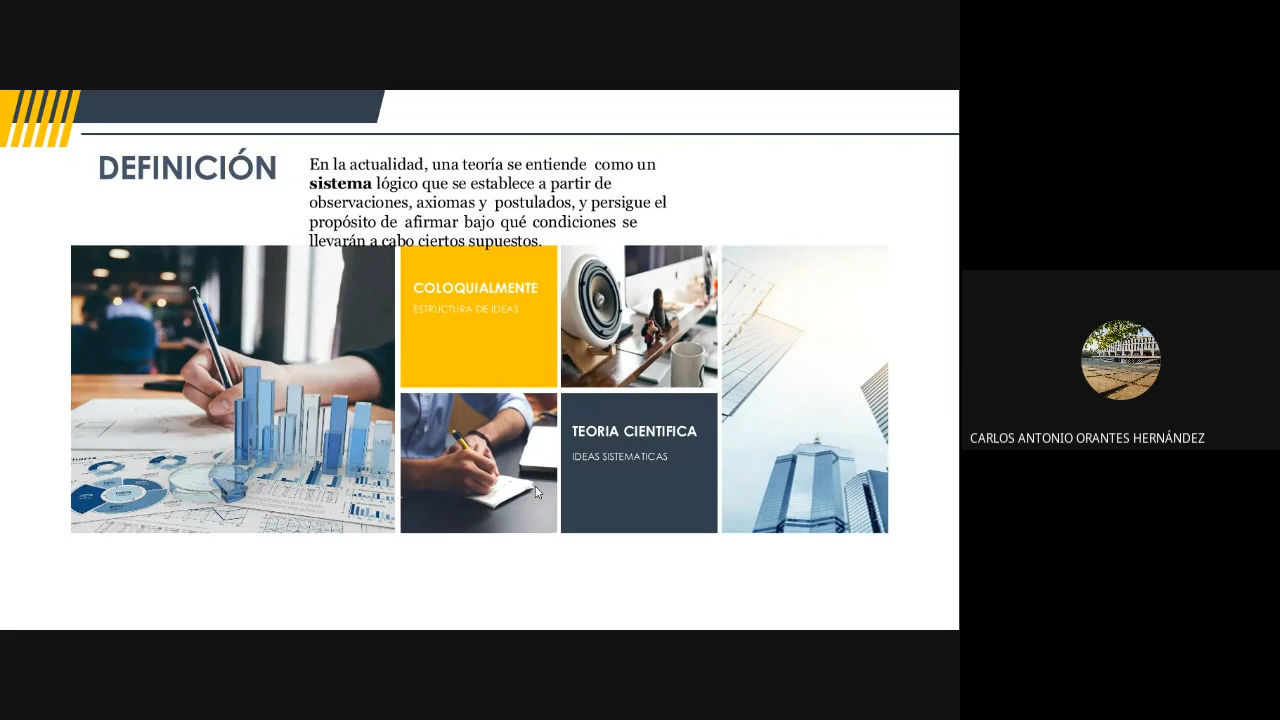 DEFINICIÓN
En la actualidad, una teoría se entiende como un
sistema lógico que se establece a partir de
observaciones, axiomas y postulados, y persigue el
propósito de afirmar bajo qué condiciones se
llevarán a cabo ciertos supuestos.
COLOQUIALMENTE
ESTRUCTURA DE IDEAS
TEORIA CIENTIFICA
IDEAS SISTEMATICAS
CARLOS ANTONIO ORANTES HERNÁNDEZ